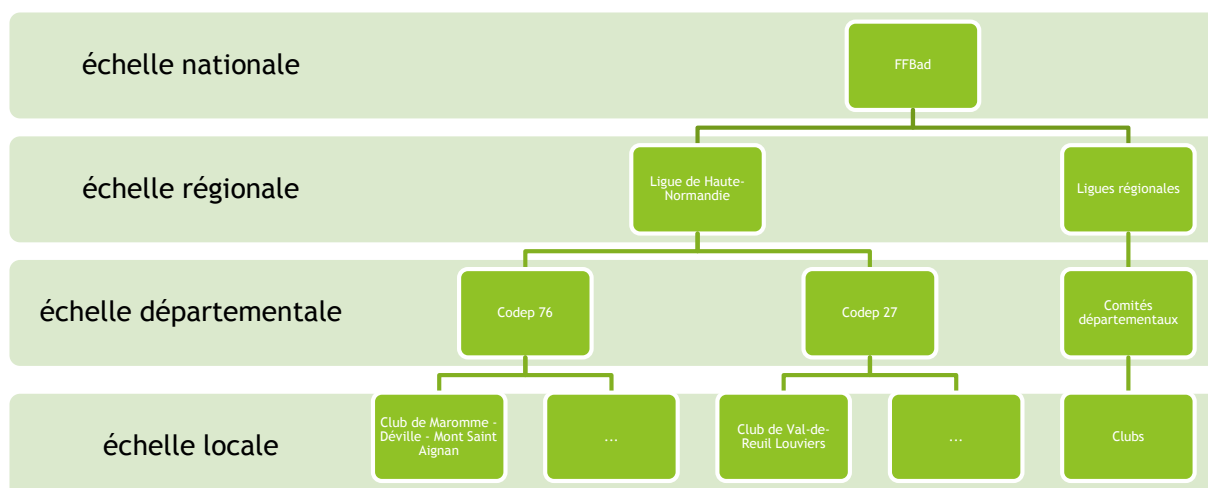 échelle nationale
FFBad
échelle régionale
Ligue de Haute-
Normandie
Ligues régionales
échelle départementale
Codep 76
Codep 27
Comités
départementaux
échelle locale
Club de Maromme -
Déville - Mont Saint
Aignan
...
Club de Val-de-
Reuil Louviers
...
Clubs